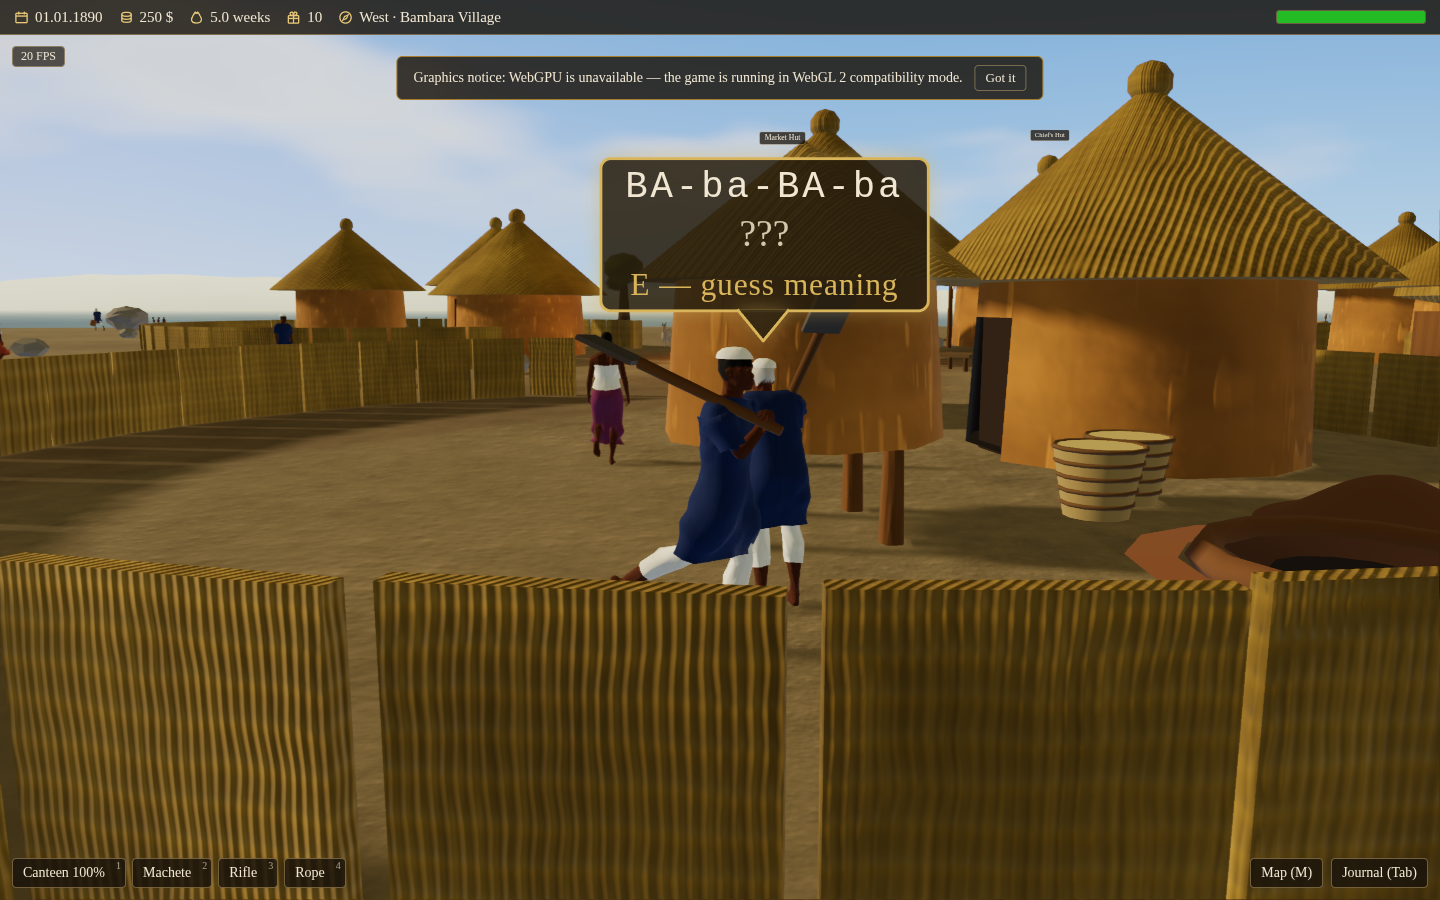 01.01.1890 250 $ 5.0 weeks 10 West · Bambara Village
20 FPS
Graphics notice: WebGPU is unavailable — the game is running in WebGL 2 compatibility mode. Got it
Market Hut
Chief's Hut
BA-ba-BA-ba
???
E — guess meaning
Canteen 100% 1 Machete 2 Rifle 3 Rope 4
Map (M) Journal (Tab)